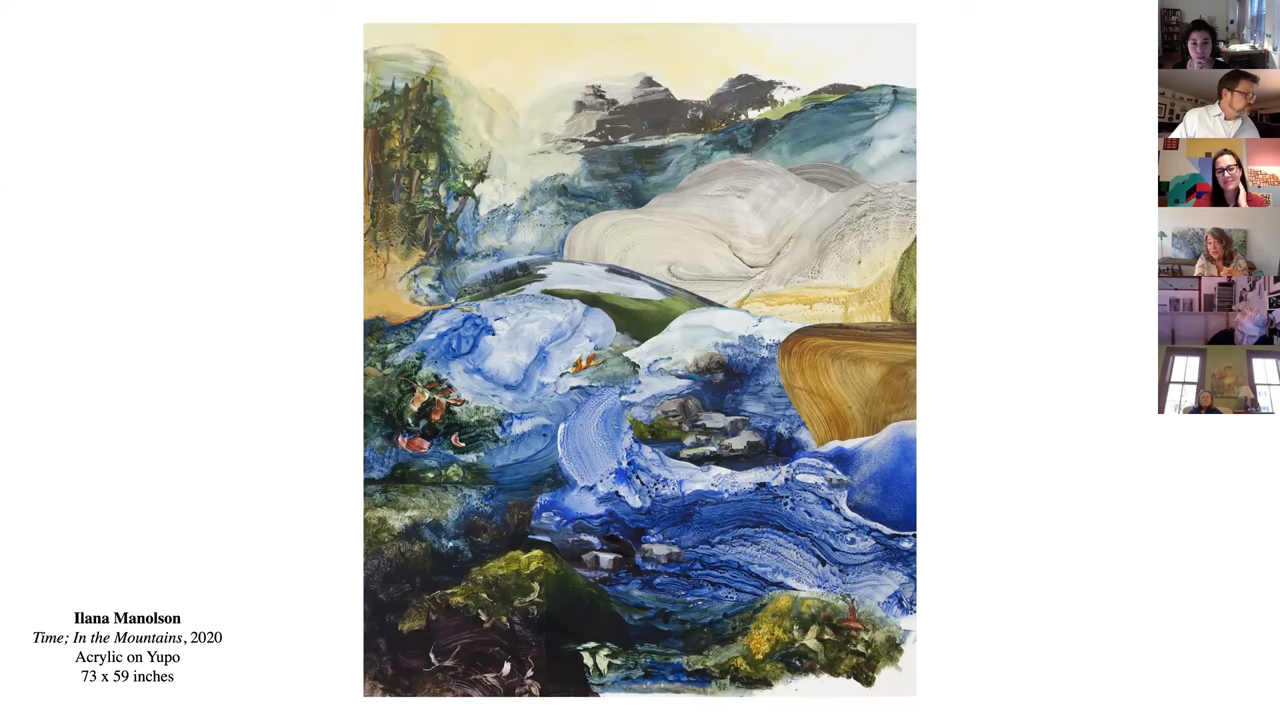 Ilana Manolson
Time; In the Mountains, 2020
Acrylic on Yupo
73 x 59 inches